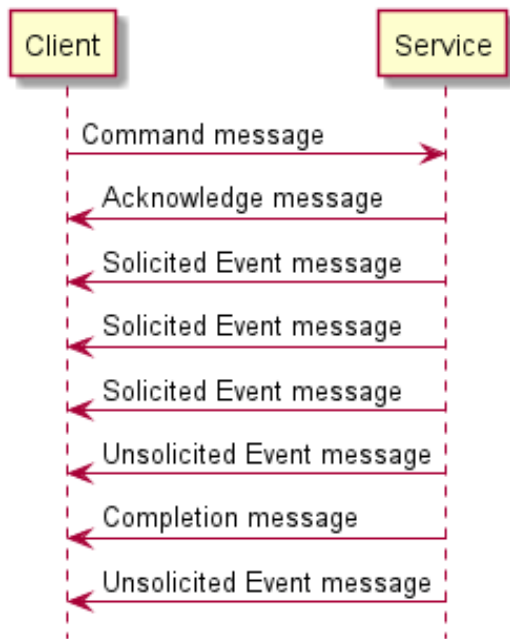 Client
Service
Command message
Acknowledge message
Solicited Event message
Solicited Event message
Solicited Event message
Unsolicited Event message
Completion message
Unsolicited Event message